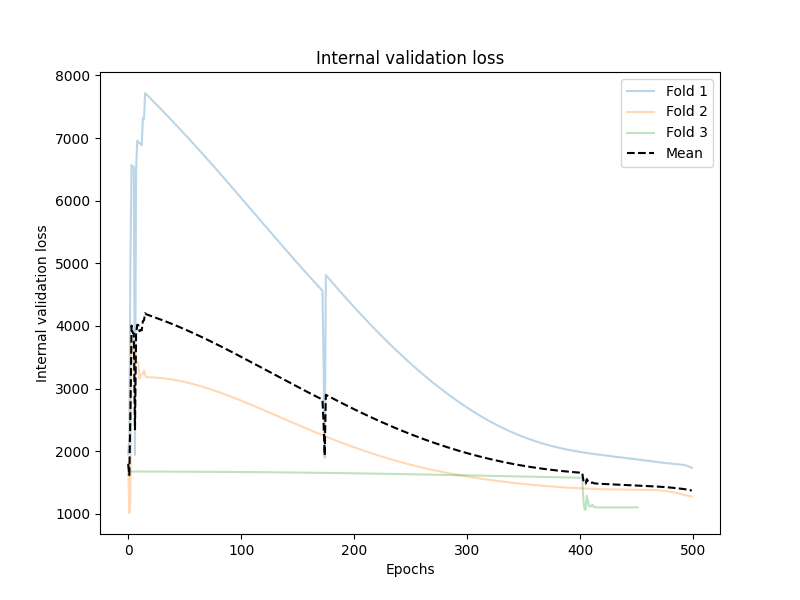 Internal validation loss
8000
7000
6000
5000
4000
3000
2000
1000
Internal validation loss
Fold 1
Fold 2
Fold 3
Mean
0
100
200
300
400
500
Epochs